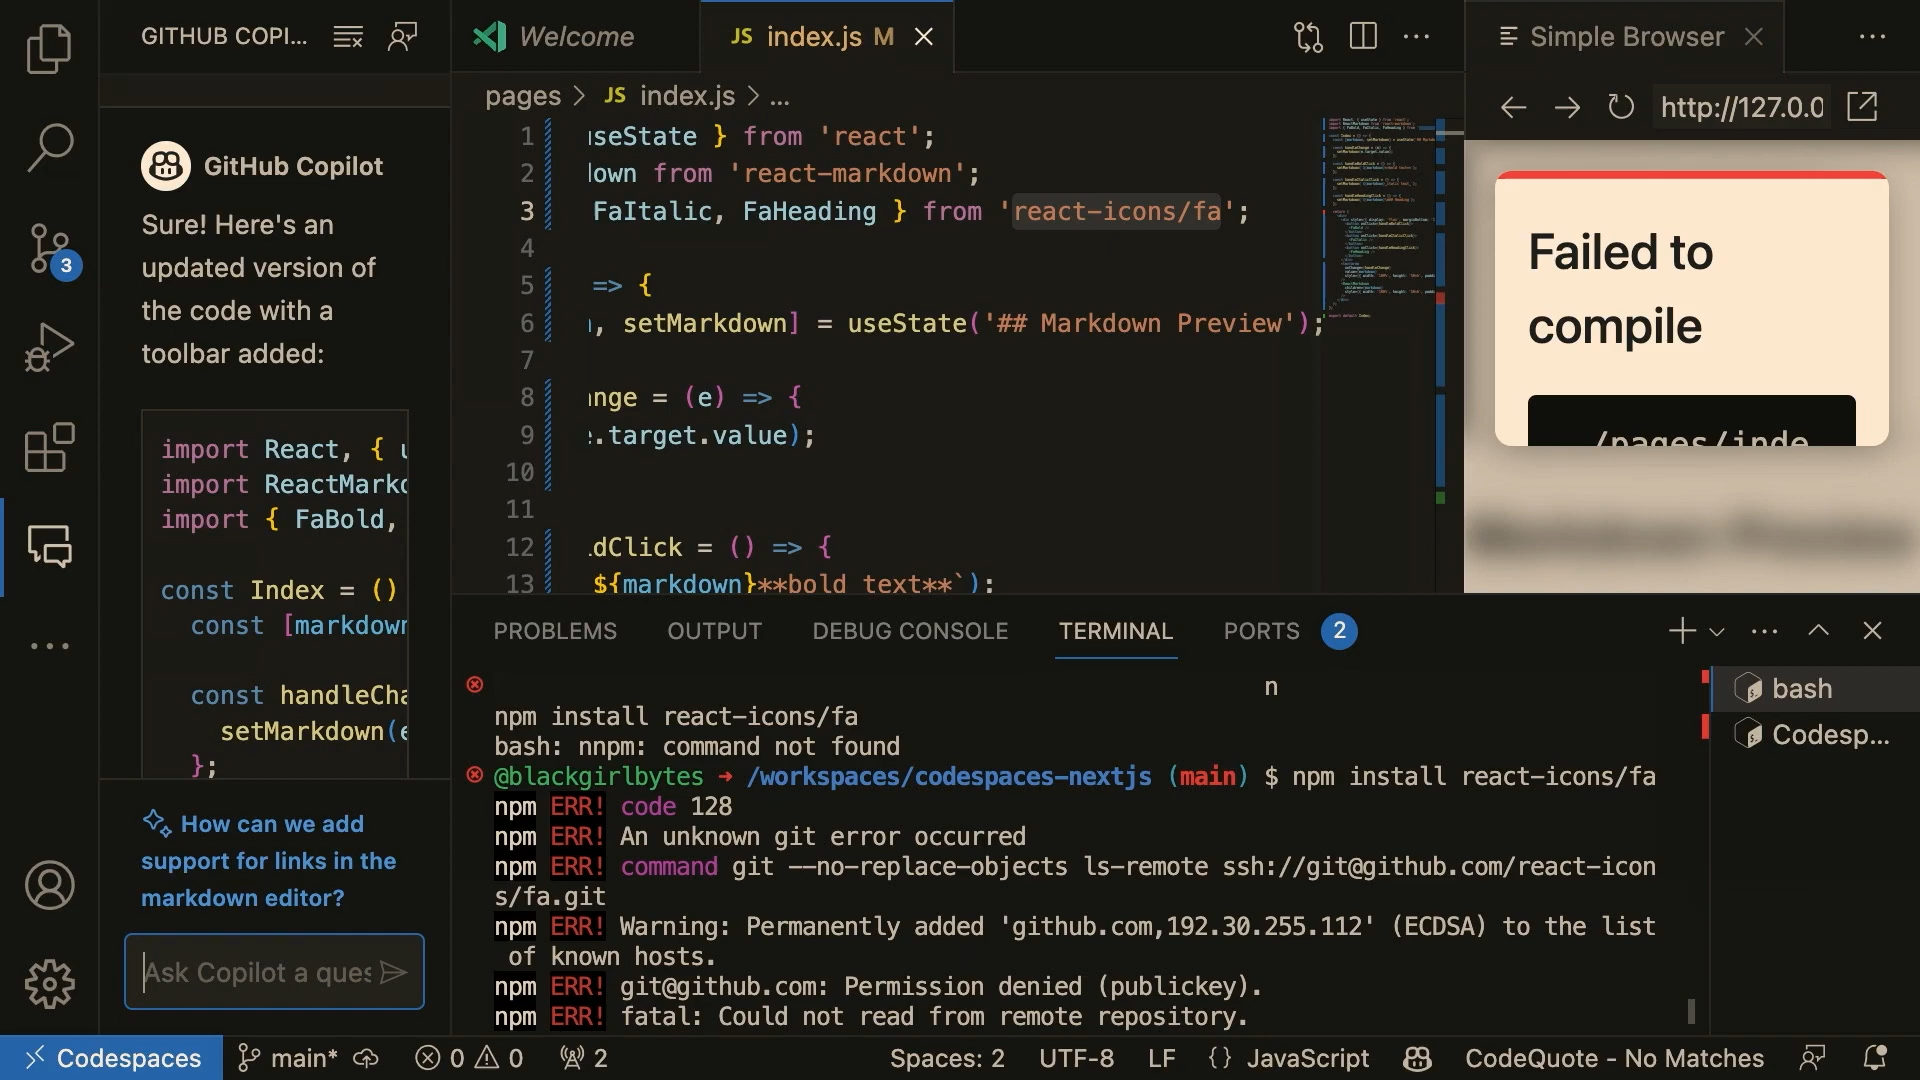 GITHUB COPI...
GitHub Copilot
Sure! Here's an
updated version of
the code with a
toolbar added:
import React, {
import
import { FaBold,
const Index = ()
const [markdown
const
setMarkdown(
};
How can we add
support for links in the
markdown editor?
Ask Copilot a
Welcome
JS index.js M
pages > JS index.js > ...
1 useState } from 'react';
2 from 'react-markdown';
3 FaItalic, FaHeading } from 'react-icons/fa';
4
5 => {
6 , setMarkdown] = useState('## Markdown Preview');
7
8 = (e) => {
9 .target.value);
10
11
12 = () => {
13 ${markdown}**bold text**`);
Simple Browser
http://127.0.0
Failed to
compile
PROBLEMS OUTPUT DEBUG CONSOLE TERMINAL PORTS 2
n
npm install react-icons/fa
bash: nnpm: command not found
@blackgirlbytes ➜ /workspaces/codespaces-nextjs (main) $ npm install react-icons/fa
npm ERR! code 128
npm ERR! An unknown git error occurred
npm ERR! command git --no-replace-objects ls-remote ssh://git@github.com/react-icon
s/fa.git
npm ERR! Warning: Permanently added 'github.com,192.30.255.112' (ECDSA) to the list
of known hosts.
npm ERR! git@github.com: Permission denied (publickey).
npm ERR! fatal: Could not read from remote repository.
bash
Codesp...
3
Codespaces main* 0 0 2 Spaces: 2 UTF-8 LF {} JavaScript CodeQuote - No Matches